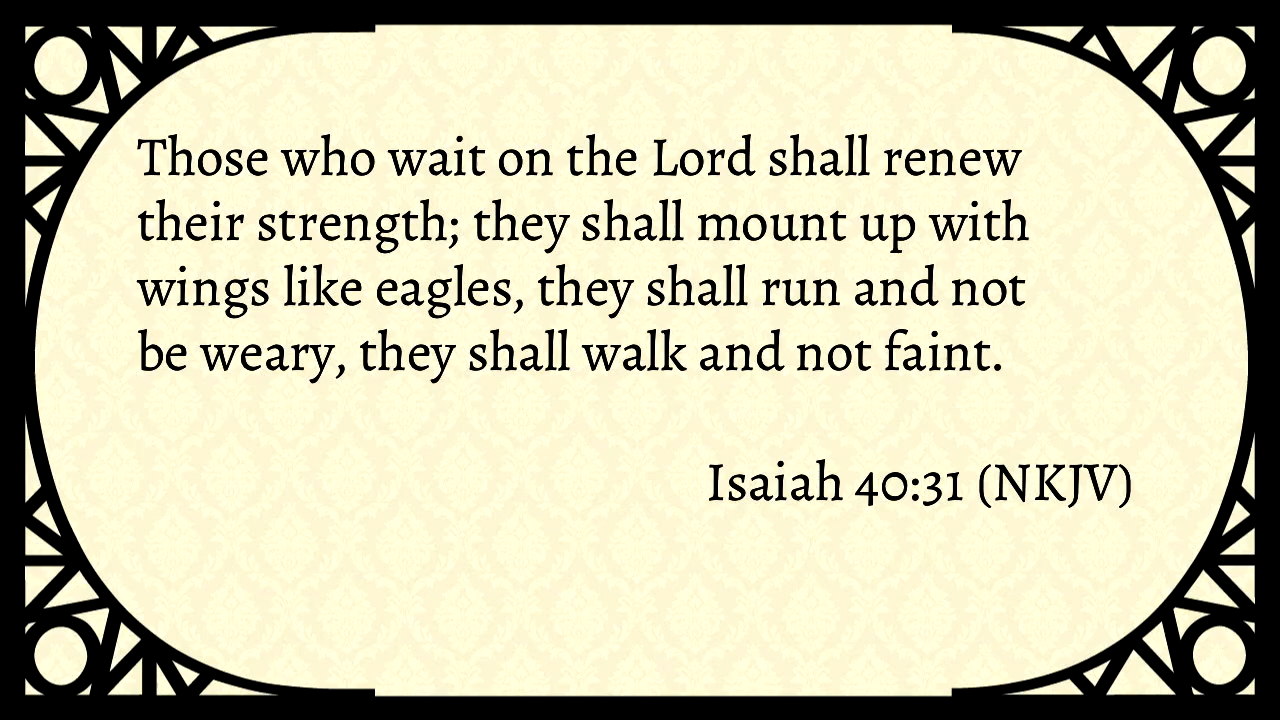 Those who wait on the Lord shall renew
their strength; they shall mount up with
wings like eagles, they shall run and not
be weary, they shall walk and not faint.
Isaiah 40:31 (NKJV)